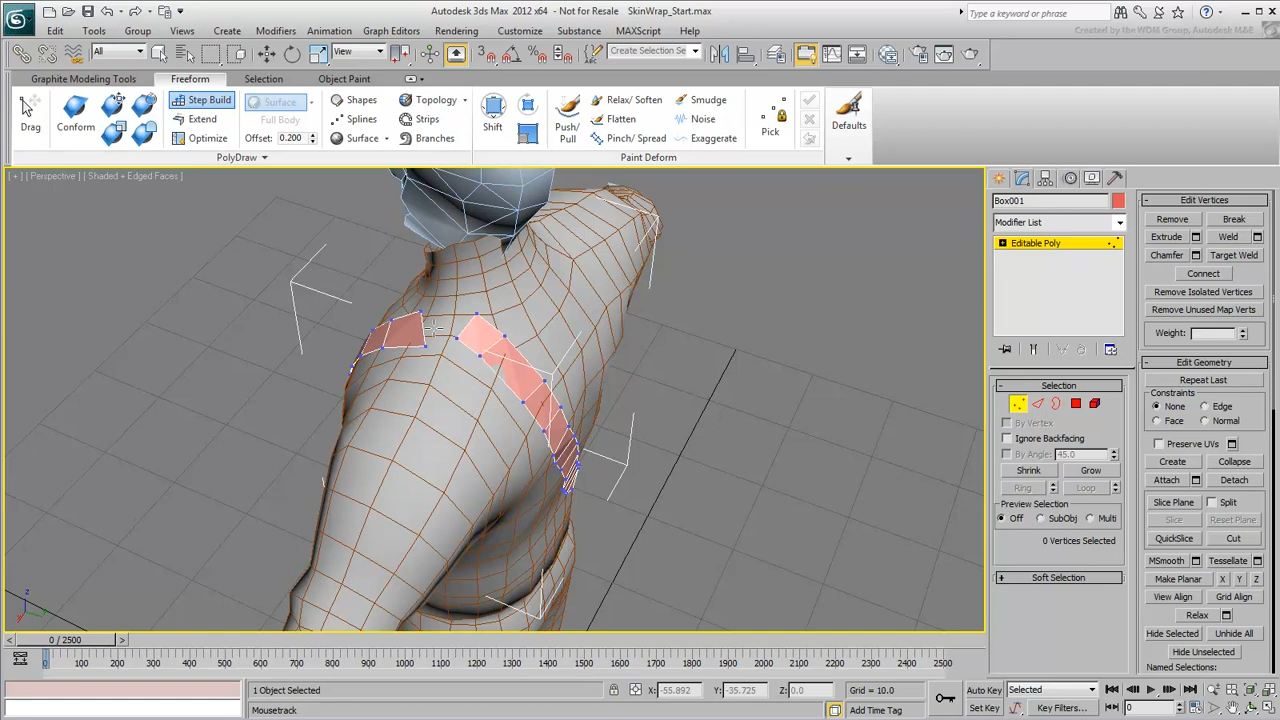 Autodesk 3ds Max 2012 x64 - Not for Resale SkinWrap_Start.max
Type a keyword or phrase
Edit Tools Group Views Create Modifiers Animation Graph Editors Rendering Customize Substance MAXScript Help
Creative Assets created by the WDM Group, Autodesk M&E
All View Create Selection Se
Graphite Modeling Tools Freeform Selection Object Paint
Drag Conform Step Build Extend Optimize Surface Full Body Offset: 0.200 Shapes Splines Surface Topology Strips Branches Shift Push/ Pull Relax/ Soften Flatten Pinch/ Spread Smudge Noise Exaggerate Pick Defaults
PolyDraw Paint Deform
[ + ] [ Perspective ] [ Shaded + Edged Faces ]
Box001
Modifier List
Editable Poly
Selection
By Vertex
Ignore Backfacing
By Angle: 45.0
Shrink Grow
Ring Loop
Preview Selection
Off SubObj Multi
0 Vertices Selected
Soft Selection
Edit Vertices
Remove Break
Extrude Weld
Chamfer Target Weld
Connect
Remove Isolated Vertices
Remove Unused Map Verts
Weight:
Edit Geometry
Repeat Last
Constraints
None Edge
Face Normal
Preserve UVs
Create Collapse
Attach Detach
Slice Plane Split
Slice Reset Plane
QuickSlice Cut
MSmooth Tessellate
Make Planar X Y Z
View Align Grid Align
Relax
Hide Selected Unhide All
Hide Unselected
Named Selections:
z
y
0 / 2500
0 100 200 300 400 500 600 700 800 900 1000 1100 1200 1300 1400 1500 1600 1700 1800 1900 2000 2100 2200 2300 2400 2500
1 Object Selected X: -55.892 Y: -35.725 Z: 0.0 Grid = 10.0 Auto Key Selected
Mousetrack Add Time Tag Set Key Key Filters... 0